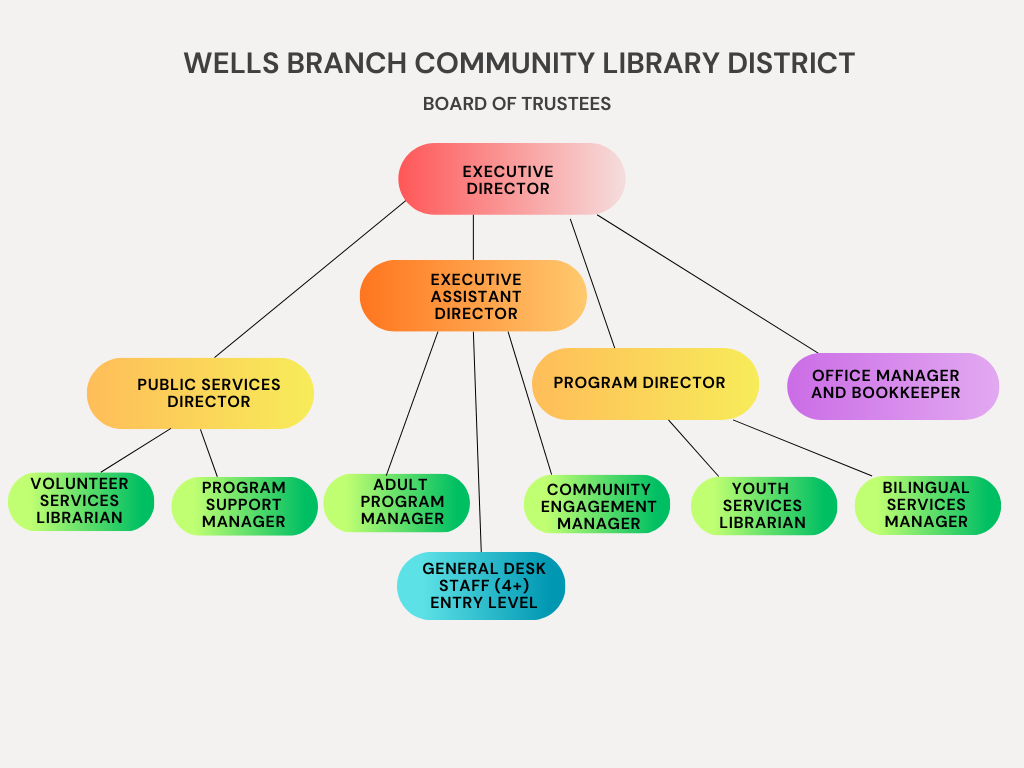 WELLS BRANCH COMMUNITY LIBRARY DISTRICT
BOARD OF TRUSTEES
EXECUTIVE
DIRECTOR
EXECUTIVE
ASSISTANT
DIRECTOR
PUBLIC SERVICES
DIRECTOR
PROGRAM DIRECTOR
OFFICE MANAGER
AND BOOKKEEPER
VOLUNTEER
SERVICES
LIBRARIAN
PROGRAM
SUPPORT
MANAGER
ADULT
PROGRAM
MANAGER
COMMUNITY
ENGAGEMENT
MANAGER
YOUTH
SERVICES
LIBRARIAN
BILINGUAL
SERVICES
MANAGER
GENERAL DESK
STAFF (4+)
ENTRY LEVEL